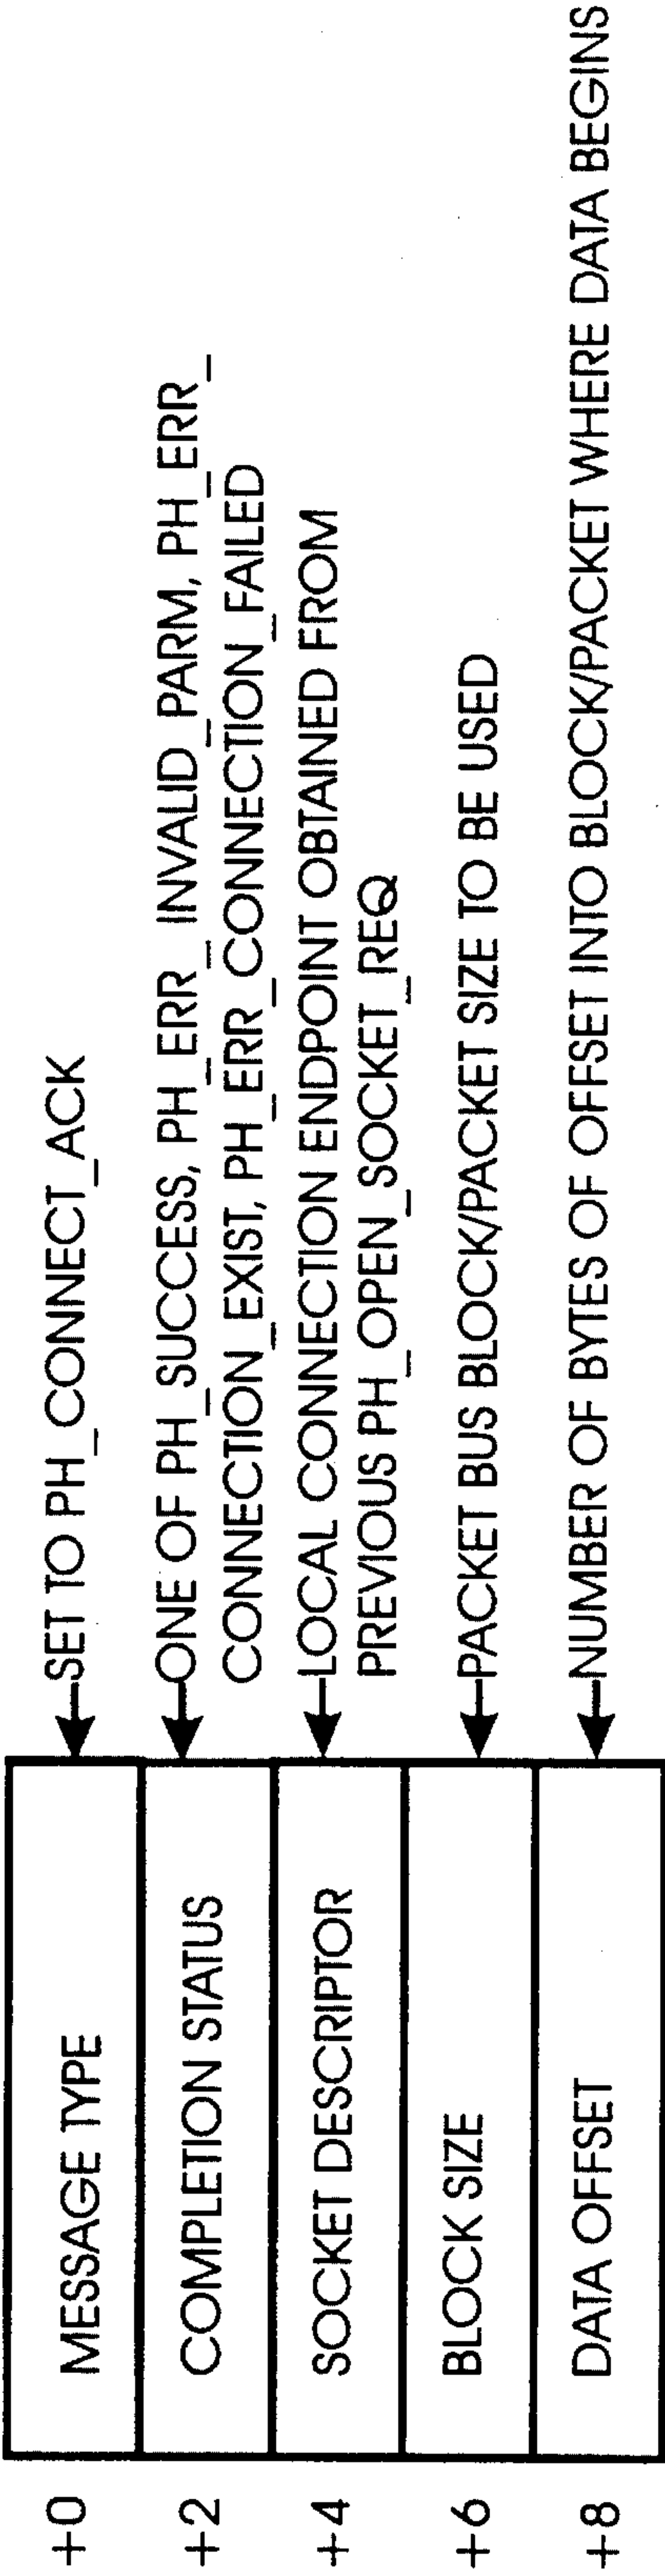 +0
MESSAGE TYPE
SET TO PH_CONNECT_ACK
+2
COMPLETION STATUS
ONE OF PH_SUCCESS, PH_ERR_INVALID_PARM, PH_ERR_
CONNECTION_EXIST, PH_ERR_CONNECTION_FAILED
+4
SOCKET DESCRIPTOR
LOCAL CONNECTION ENDPOINT OBTAINED FROM
PREVIOUS PH_OPEN_SOCKET_REQ
+6
BLOCK SIZE
PACKET BUS BLOCK/PACKET SIZE TO BE USED
+8
DATA OFFSET
NUMBER OF BYTES OF OFFSET INTO BLOCK/PACKET WHERE DATA BEGINS